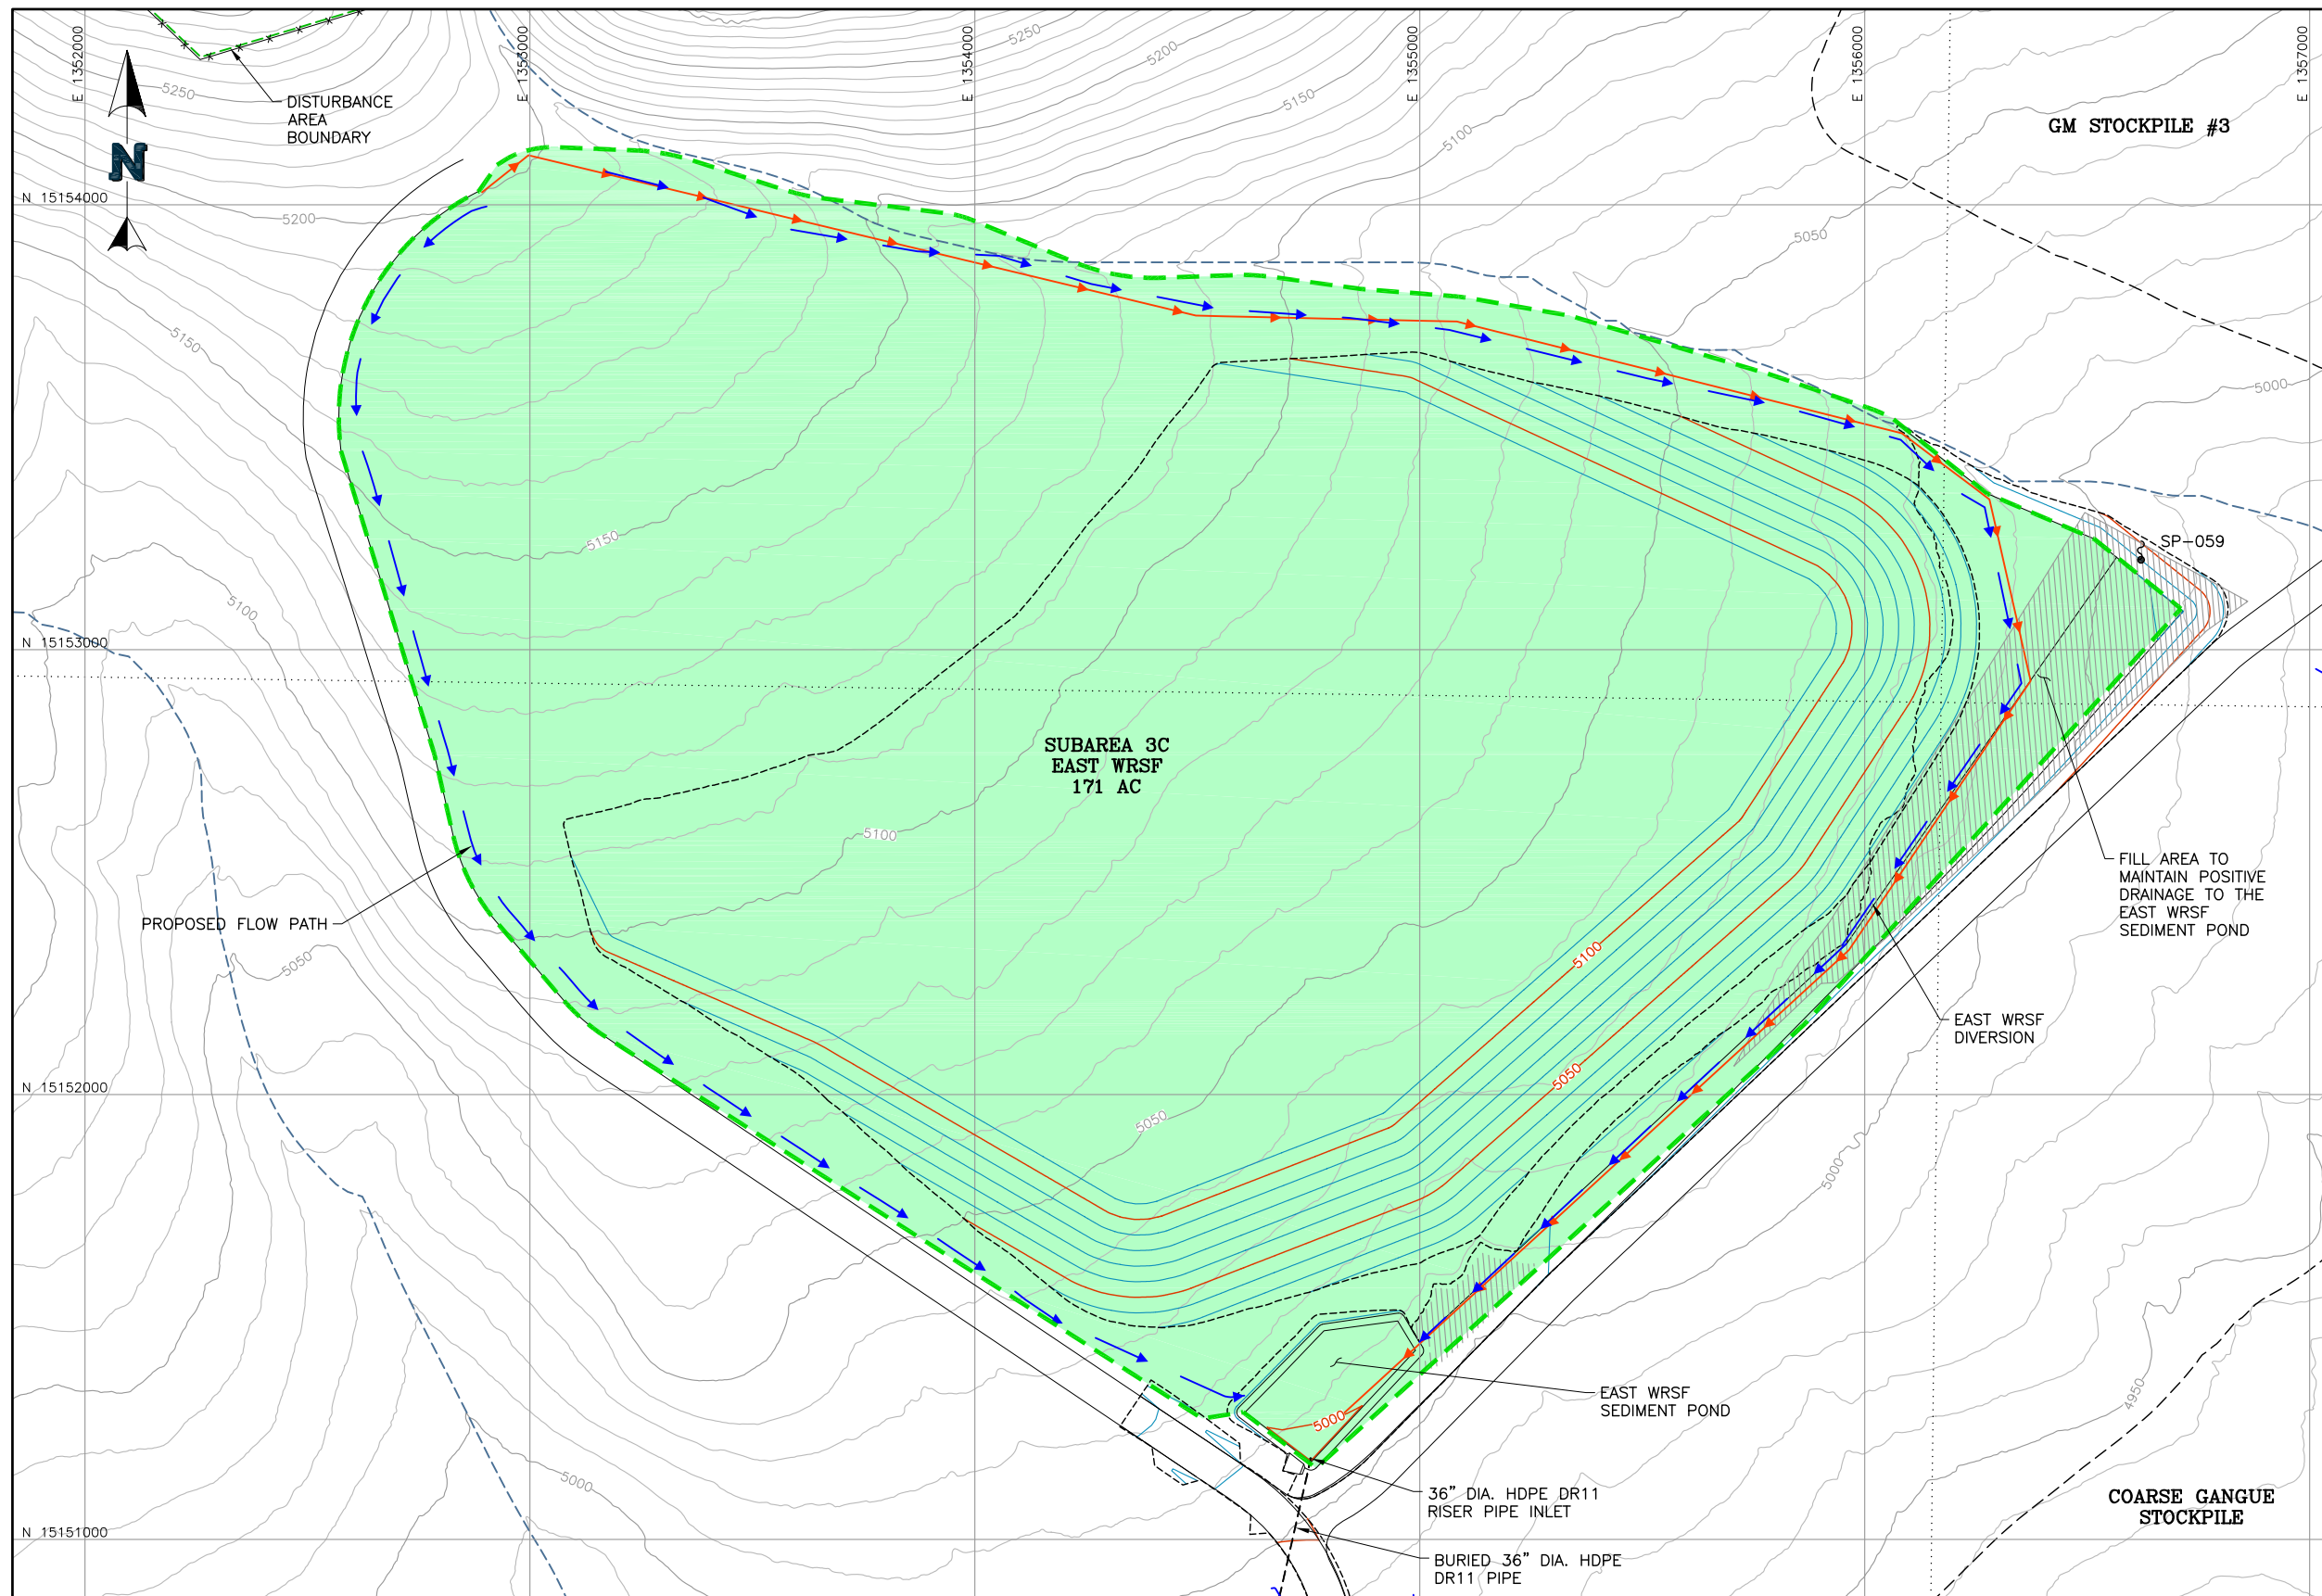 E 1352000
E 1353000
E 1354000
E 1355000
E 1356000
E 1357000
5250
5200
5150
5100
5250
DISTURBANCE
AREA
BOUNDARY
GM STOCKPILE #3
N
N 15154000
5200
5050
5150
5000
5150
SP-059
5100
N 15153000
SUBAREA 3C
EAST WRSF
171 AC
5100
FILL AREA TO
MAINTAIN POSITIVE
DRAINAGE TO THE
EAST WRSF
SEDIMENT POND
PROPOSED FLOW PATH
5050
5100
EAST WRSF
DIVERSION
5050
N 15152000
5050
5000
EAST WRSF
SEDIMENT POND
4950
5000
5000
36" DIA. HDPE DR11
RISER PIPE INLET
COARSE GANGUE
STOCKPILE
N 15151000
BURIED 36" DIA. HDPE
DR11 PIPE